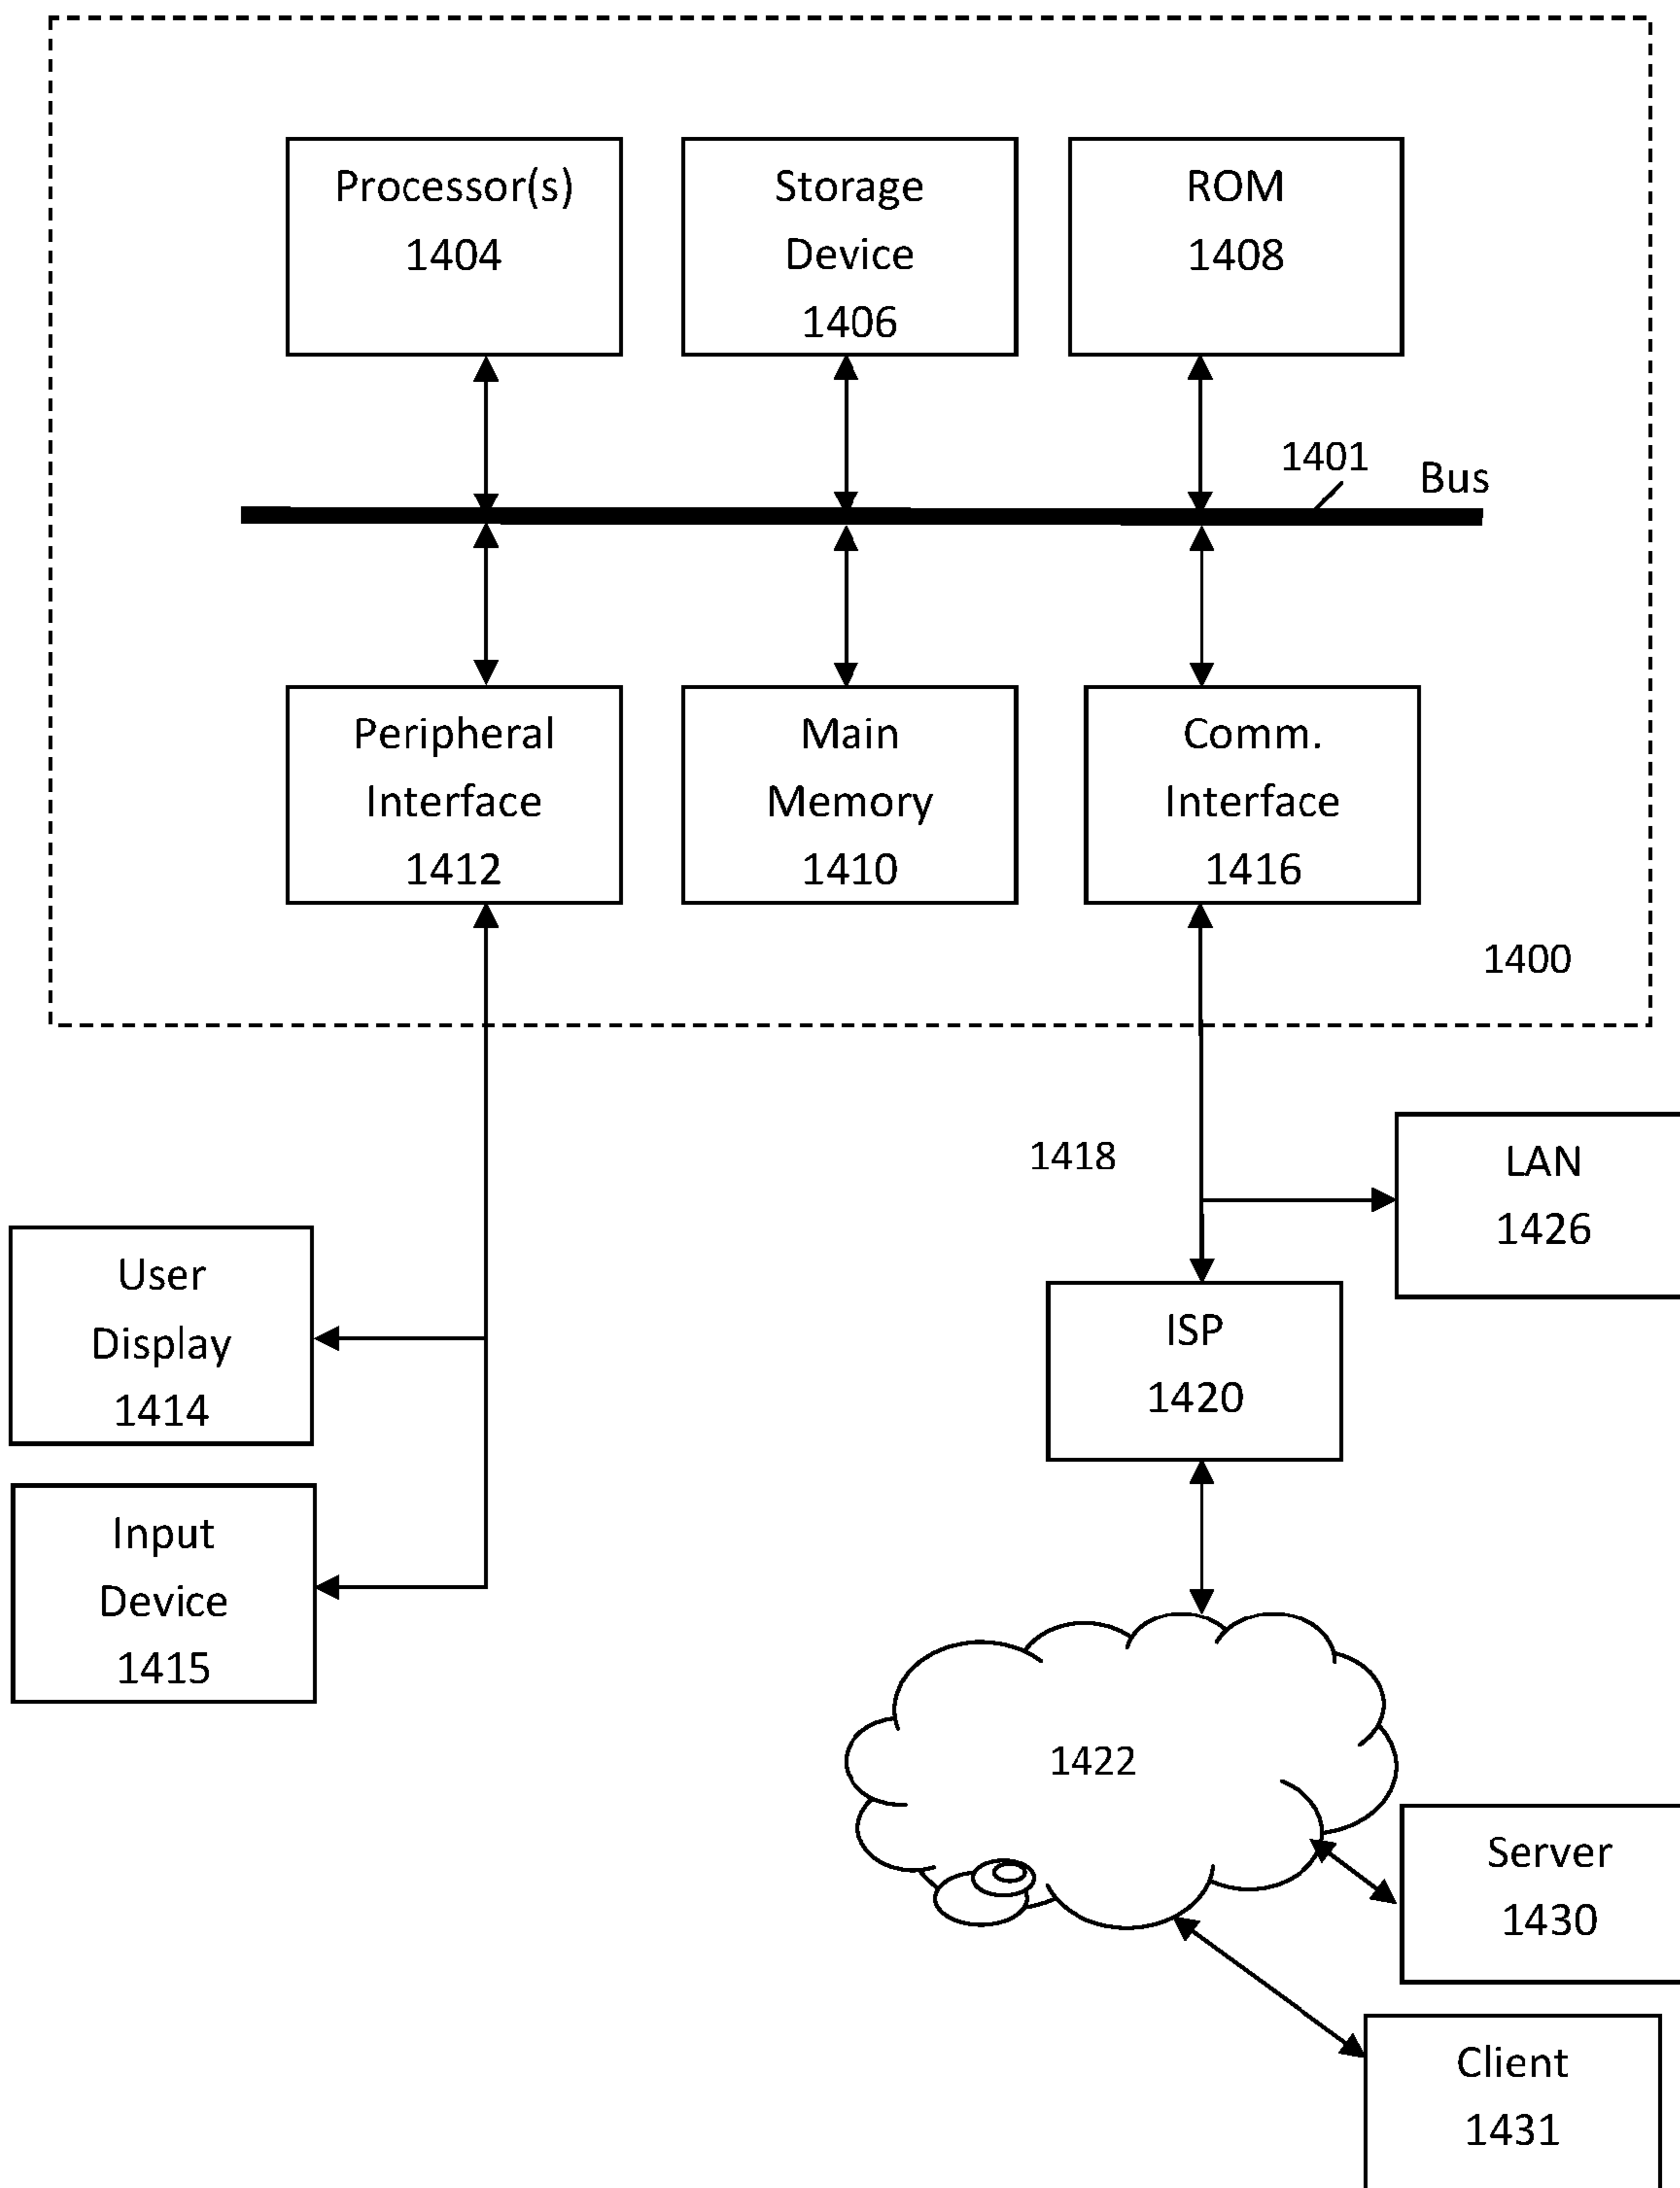 Processor(s)
1404
Storage
Device
1406
ROM
1408
1401
Bus
Peripheral
Interface
1412
Main
Memory
1410
Comm.
Interface
1416
1400
1418
LAN
1426
User
Display
1414
ISP
1420
Input
Device
1415
1422
Server
1430
Client
1431